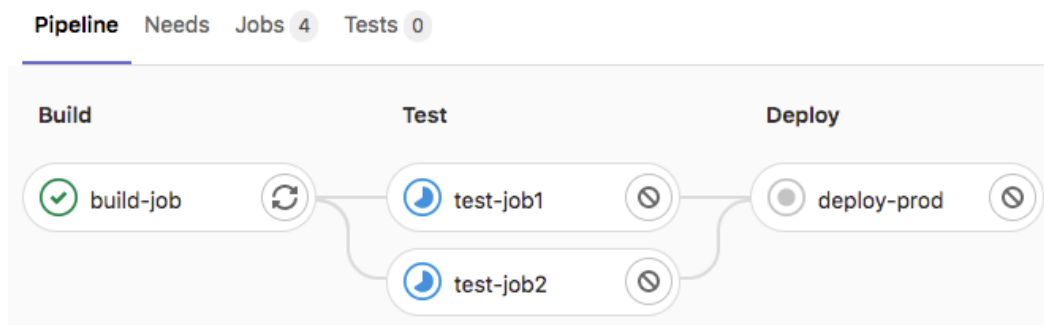 Pipeline Needs Jobs 4 Tests 0
Build Test Deploy
build-job test-job1 deploy-prod
test-job2